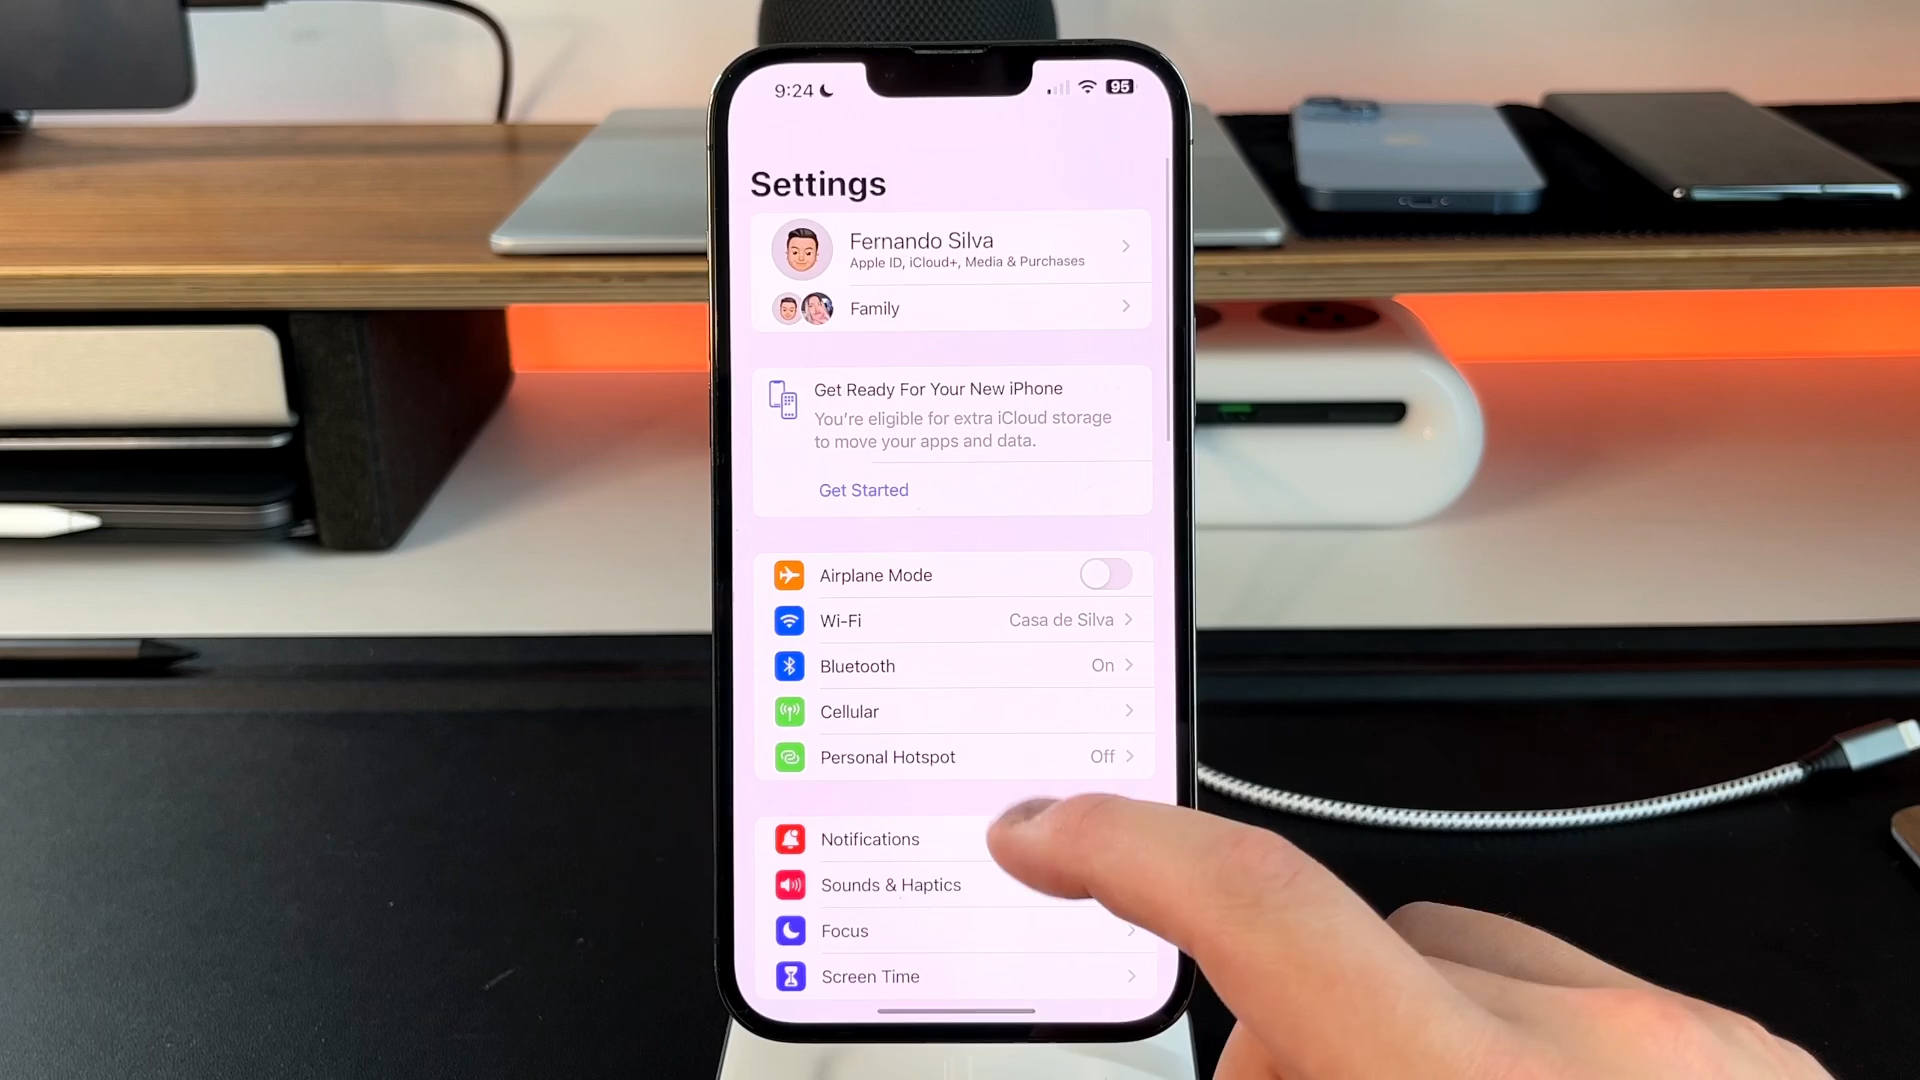 9:24
95
Settings
Fernando Silva
Apple ID, iCloud+, Media & Purchases
Family
Get Ready For Your New iPhone
You're eligible for extra iCloud storage
to move your apps and data.
Get Started
Airplane Mode
Wi-Fi Casa de Silva
Bluetooth On
Cellular
Personal Hotspot Off
Notifications
Sounds & Haptics
Focus
Screen Time